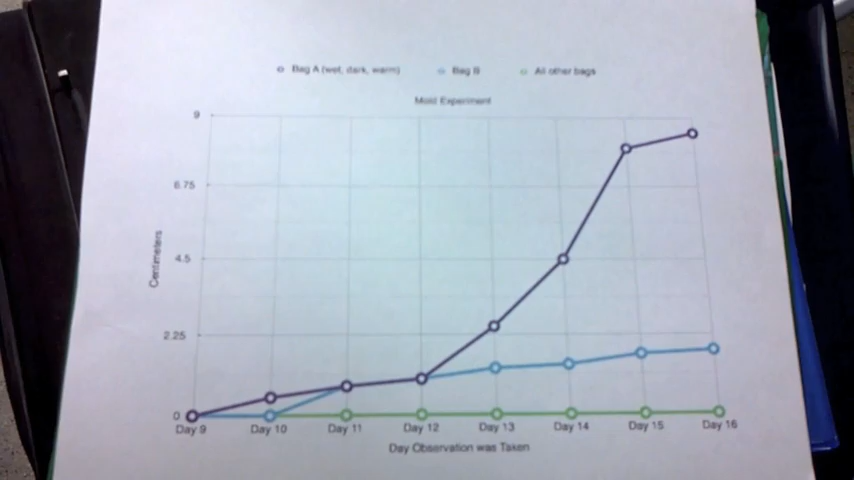 Bag A (wet, dark, warm) Bag B All other bags
Mold Experiment
9
6.75
4.5
2.25
0
Centimeters
Day 9 Day 10 Day 11 Day 12 Day 13 Day 14 Day 15 Day 16
Day Observation was Taken